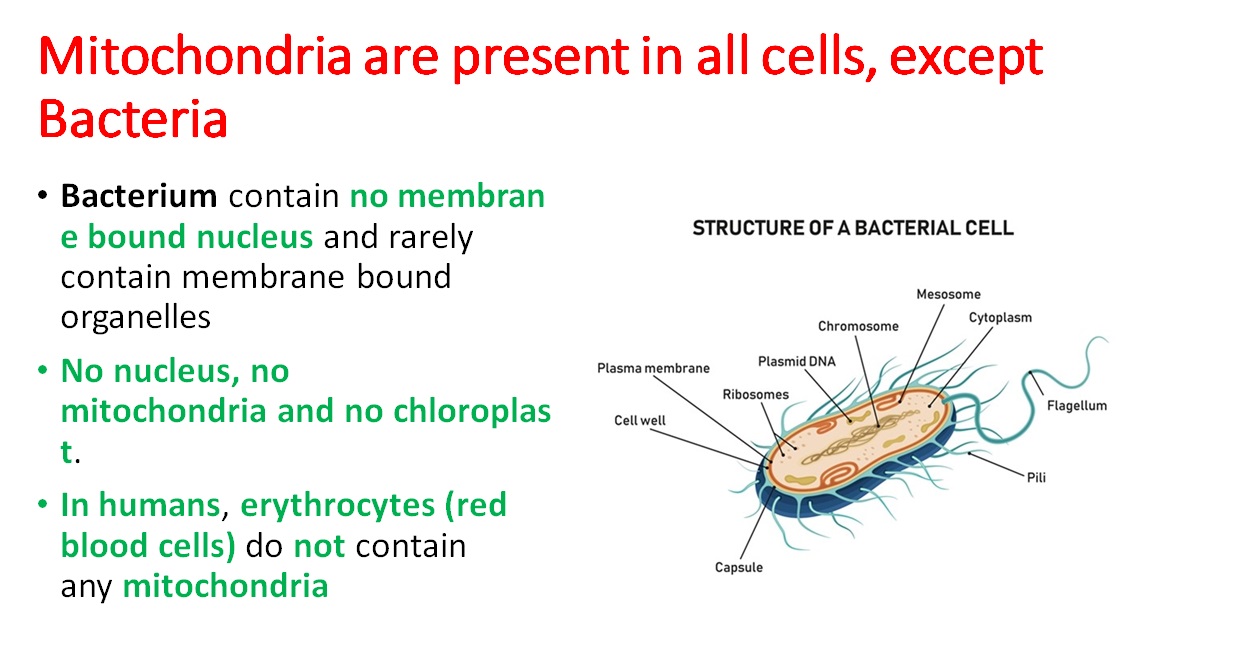 Mitochondria are present in all cells, except
Bacteria
• Bacterium contain no membran
e bound nucleus and rarely
contain membrane bound
organelles
• No nucleus, no
mitochondria and no chloroplas
t.
• In humans, erythrocytes (red
blood cells) do not contain
any mitochondria
STRUCTURE OF A BACTERIAL CELL
Mesosome
Cytoplasm
Chromosome
Plasmid DNA
Plasma membrane
Ribosomes
Flagellum
Cell well
Pili
Capsule